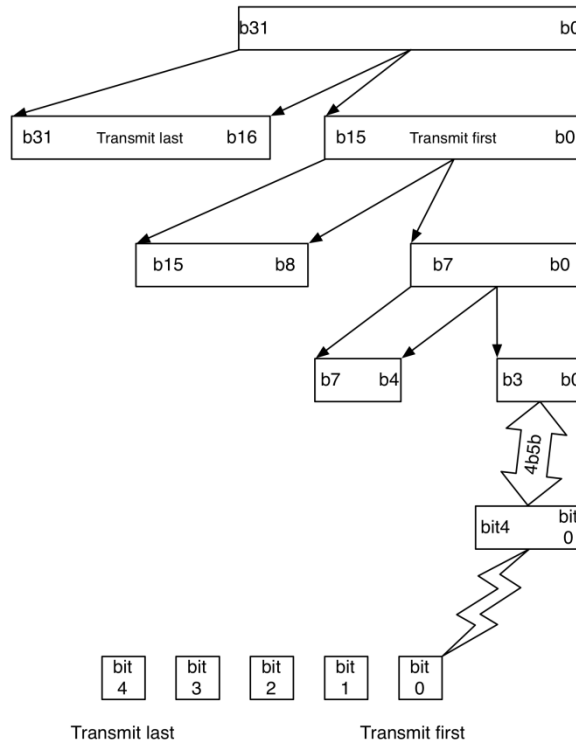 b31 b0
b31 Transmit last b16 b15 Transmit first b0
b15 b8 b7 b0
b7 b4 b3 b0
4b5b
bit4 bit
0
bit bit bit bit bit
4 3 2 1 0
Transmit last Transmit first